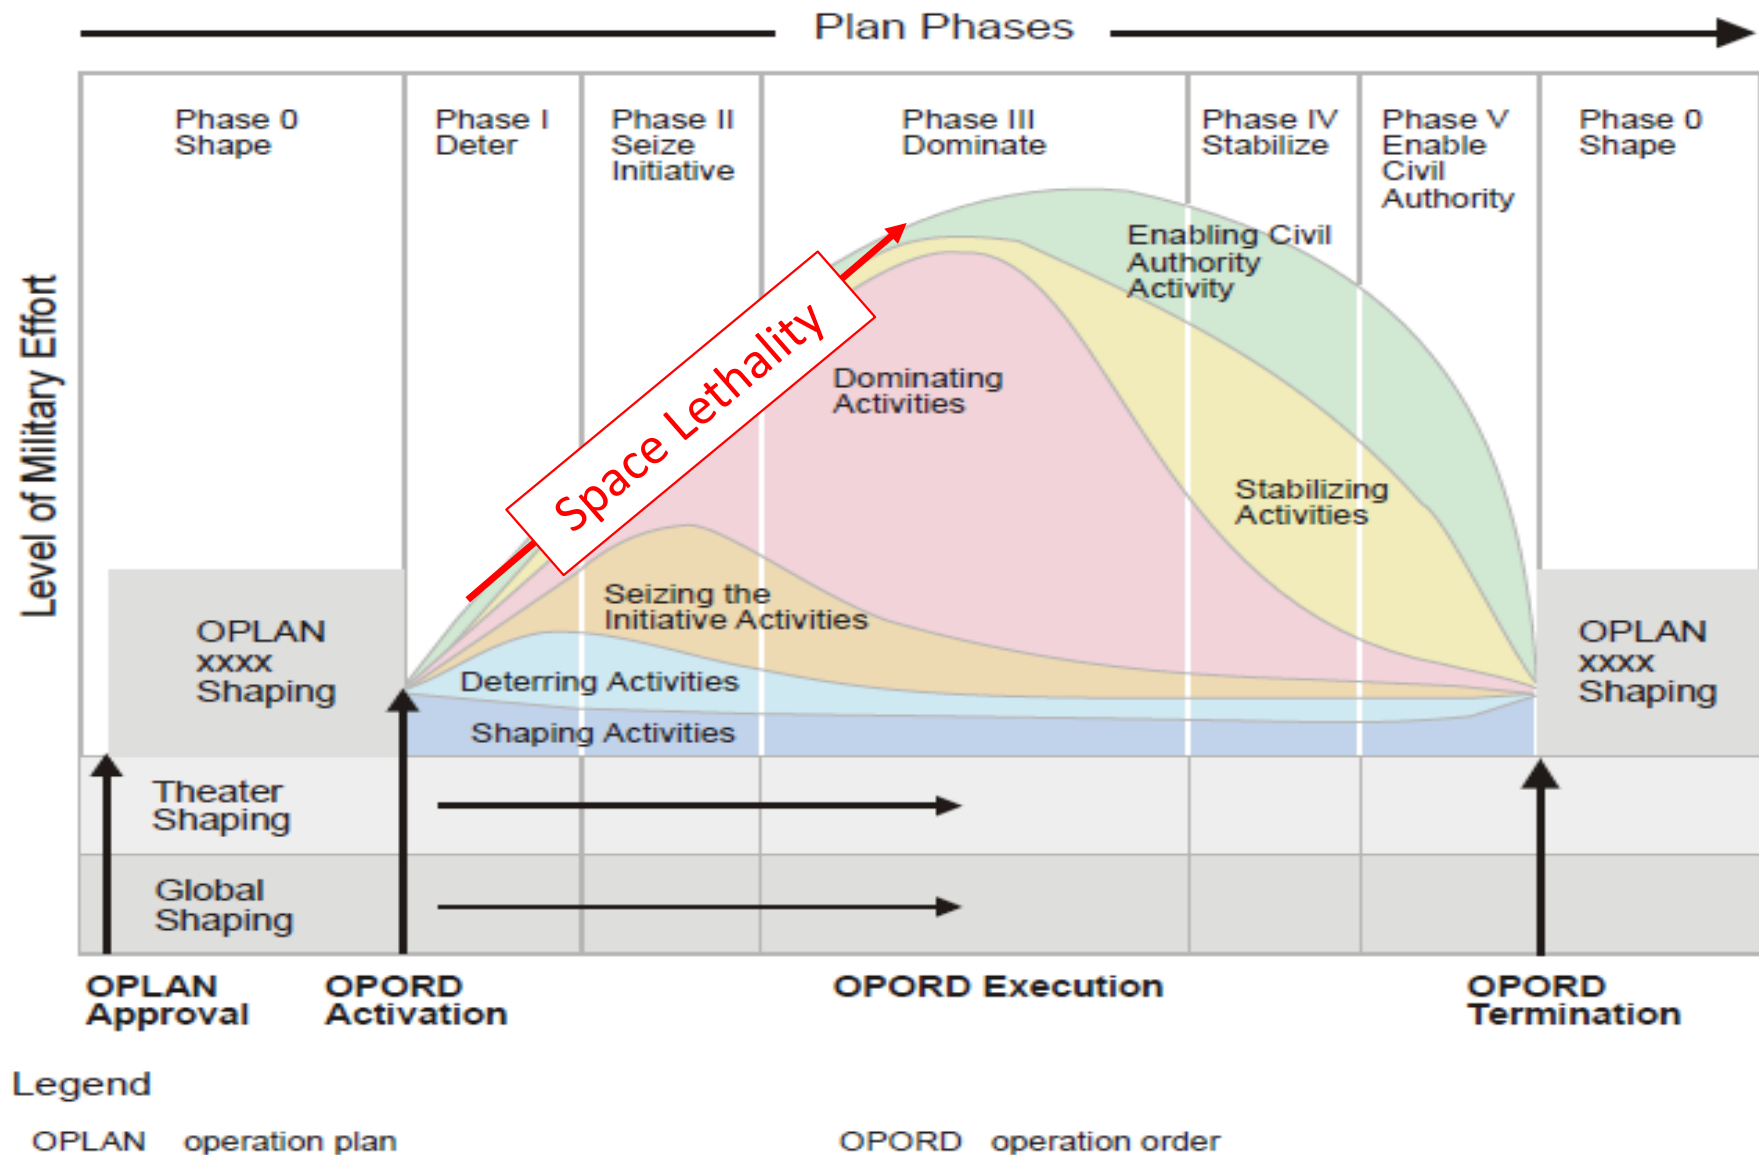 Plan Phases
Phase 0
Shape
Phase I
Deter
Phase II
Seize
Initiative
Phase III
Dominate
Phase IV
Stabilize
Phase V
Enable
Civil
Authority
Phase 0
Shape
Level of Military Effort
Space Lethality
Enabling Civil
Authority
Activity
Dominating
Activities
Stabilizing
Activities
Seizing the
Initiative Activities
Deterring Activities
Shaping Activities
OPLAN
xxxx
Shaping
OPLAN
xxxx
Shaping
Theater
Shaping
Global
Shaping
OPLAN
Approval
OPORD
Activation
OPORD Execution
OPORD
Termination
Legend
OPLAN operation plan
OPORD operation order